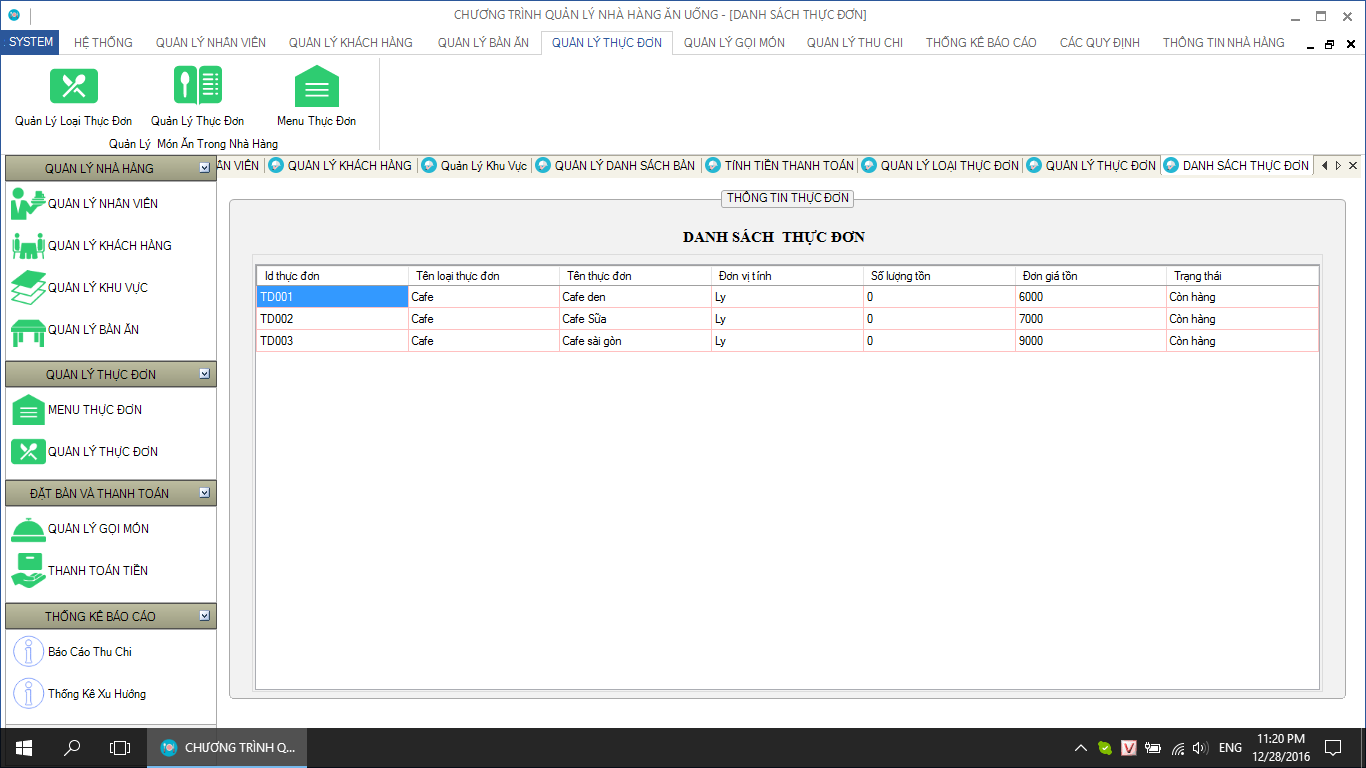 CHƯƠNG TRÌNH QUẢN LÝ NHÀ HÀNG ĂN UỐNG - [DANH SÁCH THỰC ĐƠN]
SYSTEM HỆ THỐNG QUẢN LÝ NHÂN VIÊN QUẢN LÝ KHÁCH HÀNG QUẢN LÝ BÀN ĂN QUẢN LÝ THỰC ĐƠN QUẢN LÝ GỌI MÓN QUẢN LÝ THU CHI THỐNG KÊ BÁO CÁO CÁC QUY ĐỊNH THÔNG TIN NHÀ HÀNG
Quản Lý Loại Thực Đơn Quản Lý Thực Đơn Menu Thực Đơn
Quản Lý Món Ăn Trong Nhà Hàng
QUẢN LÝ NHÀ HÀNG
QUẢN LÝ NHÂN VIÊN
QUẢN LÝ KHÁCH HÀNG
QUẢN LÝ KHU VỰC
QUẢN LÝ BÀN ĂN
QUẢN LÝ THỰC ĐƠN
MENU THỰC ĐƠN
QUẢN LÝ THỰC ĐƠN
ĐẶT BÀN VÀ THANH TOÁN
QUẢN LÝ GỌI MÓN
THANH TOÁN TIỀN
THỐNG KÊ BÁO CÁO
Báo Cáo Thu Chi
Thống Kê Xu Hướng
ÂN VIÊN QUẢN LÝ KHÁCH HÀNG Quản Lý Khu Vực QUẢN LÝ DANH SÁCH BÀN TÍNH TIỀN THANH TOÁN QUẢN LÝ LOẠI THỰC ĐƠN QUẢN LÝ THỰC ĐƠN DANH SÁCH THỰC ĐƠN
THÔNG TIN THỰC ĐƠN
DANH SÁCH THỰC ĐƠN
Id thực đơn Tên loại thực đơn Tên thực đơn Đơn vị tính Số lượng tồn Đơn giá tồn Trạng thái
TD001 Cafe Cafe den Ly 0 6000 Còn hàng
TD002 Cafe Cafe Sữa Ly 0 7000 Còn hàng
TD003 Cafe Cafe sài gòn Ly 0 9000 Còn hàng
CHƯƠNG TRÌNH Q...
V
ENG
11:20 PM
12/28/2016